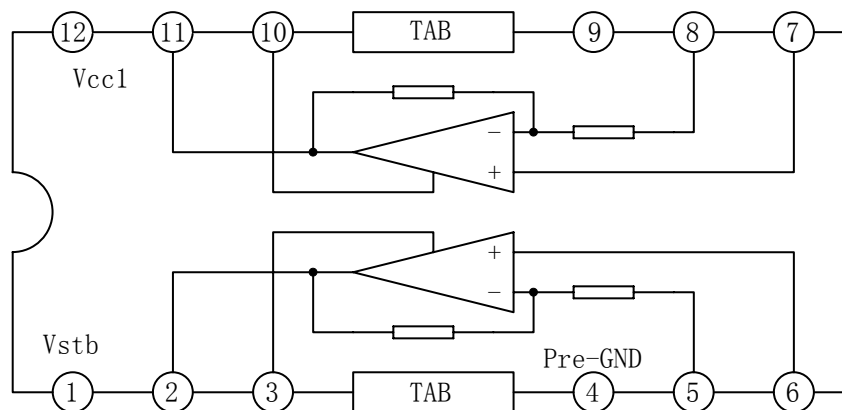 12 11 10 TAB 9 8 7
Vcc1
−
+
+
−
Vstb Pre-GND
1 2 3 TAB 4 5 6